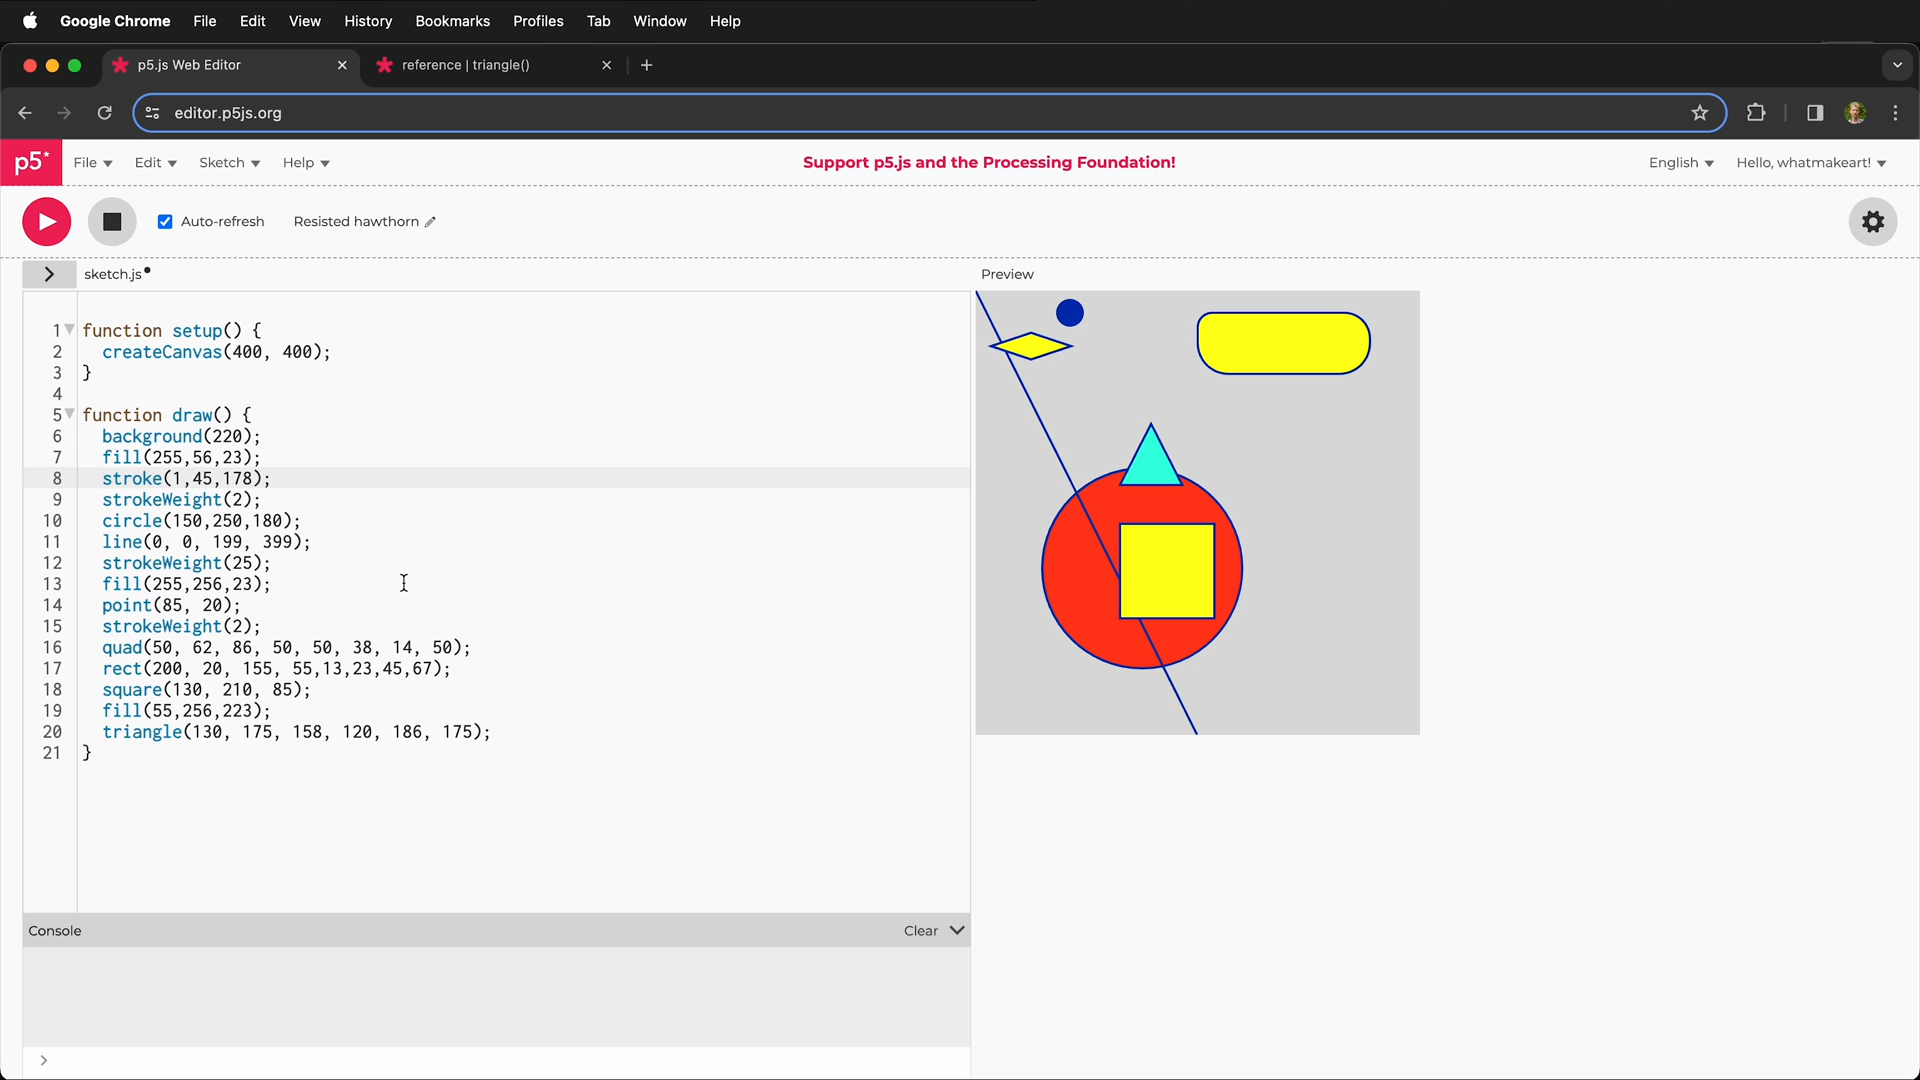 Google Chrome File Edit View History Bookmarks Profiles Tab Window Help
p5.js Web Editor reference | triangle()
editor.p5js.org
p5* File Edit Sketch Help Support p5.js and the Processing Foundation! English Hello, whatmakeart!
Auto-refresh Resisted hawthorn
sketch.js Preview
1 function setup() {
2 createCanvas(400, 400);
3 }
4
5 function draw() {
6 background(220);
7 fill(255,56,23);
8 stroke(1,45,178);
9 strokeWeight(2);
10 circle(150,250,180);
11 line(0, 0, 199, 399);
12 strokeWeight(25);
13 fill(255,256,23);
14 point(85, 20);
15 strokeWeight(2);
16 quad(50, 62, 86, 50, 50, 38, 14, 50);
17 rect(200, 20, 155, 55,13,23,45,67);
18 square(130, 210, 85);
19 fill(55,256,223);
20 triangle(130, 175, 158, 120, 186, 175);
21 }
Console Clear
>